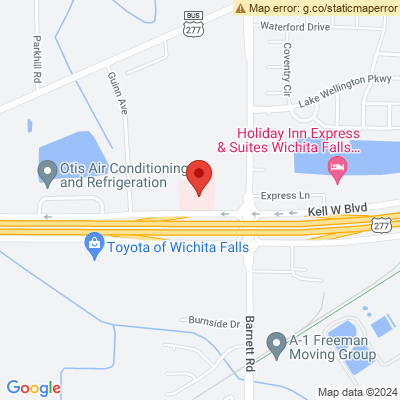 Map error: g.co/staticmaperror
BUS
277
Waterford Drive
Parkhill Rd
Guinn Ave
Coventry Cir
Lake Wellington Pkwy
Holiday Inn Express
& Suites Wichita Falls...
Otis Air Conditioning
and Refrigeration
Express Ln
Kell W Blvd
277
Toyota of Wichita Falls
Burnside Dr
Barnett Rd
A-1 Freeman
Moving Group
Google
Map data ©2024